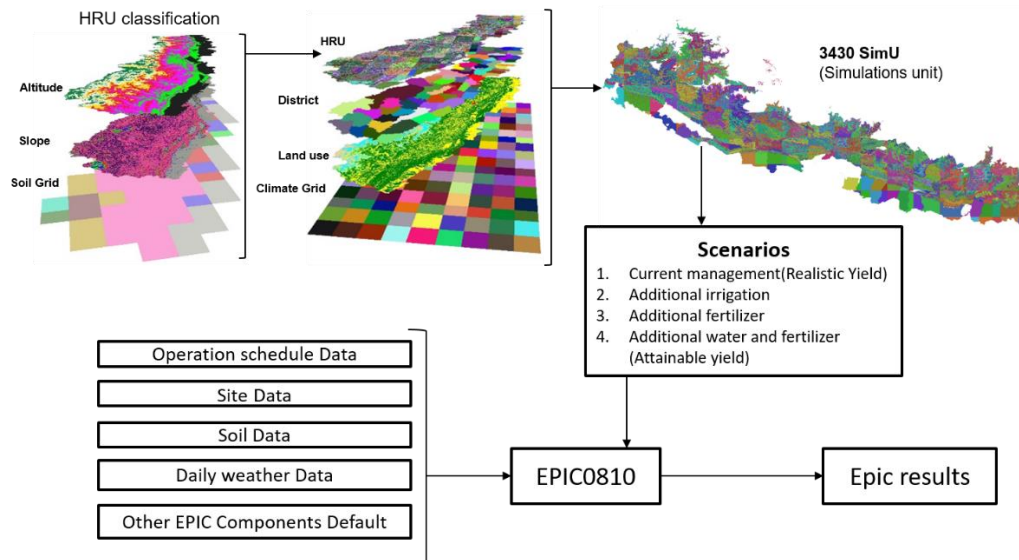 HRU classification
Altitude
Slope
Soil Grid
HRU
District
Land use
Climate Grid
3430 SimU
(Simulations unit)
Scenarios
1. Current management(Realistic Yield)
2. Additional irrigation
3. Additional fertilizer
4. Additional water and fertilizer
(Attainable yield)
Operation schedule Data
Site Data
Soil Data
Daily weather Data
Other EPIC Components Default
EPIC0810
Epic results